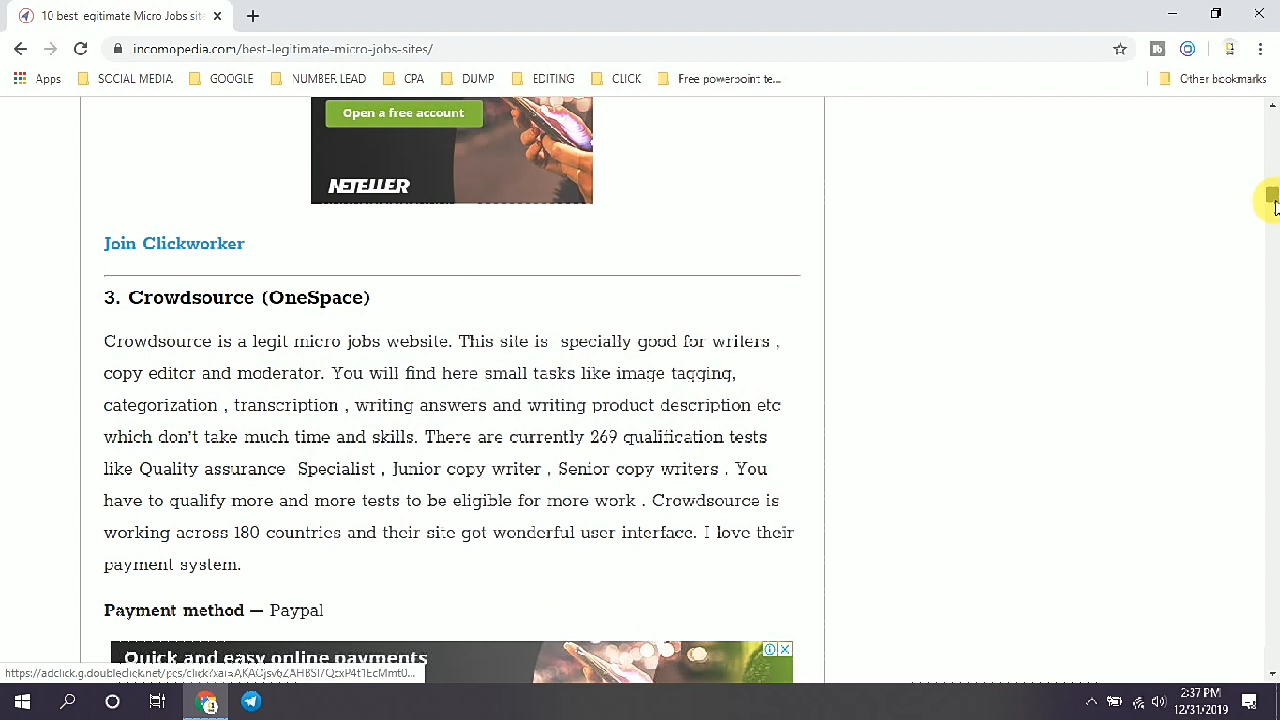 10 best legitimate Micro Jobs sit
incomopedia.com/best-legitimate-micro-jobs-sites/
Apps SOCIAL MEDIA GOOGLE NUMBER LEAD CPA DUMP EDITING CLICK Free powerpoint te... Other bookmarks
Open a free account
NETELLER
Join Clickworker
3. Crowdsource (OneSpace)
Crowdsource is a legit micro jobs website. This site is specially good for writers ,
copy editor and moderator. You will find here small tasks like image tagging,
categorization , transcription , writing answers and writing product description etc
which don't take much time and skills. There are currently 269 qualification tests
like Quality assurance Specialist , Junior copy writer , Senior copy writers . You
have to qualify more and more tests to be eligible for more work . Crowdsource is
working across 180 countries and their site got wonderful user interface. I love their
payment system.
Payment method — Paypal
Quick and easy online payments
2:37 PM
12/31/2019